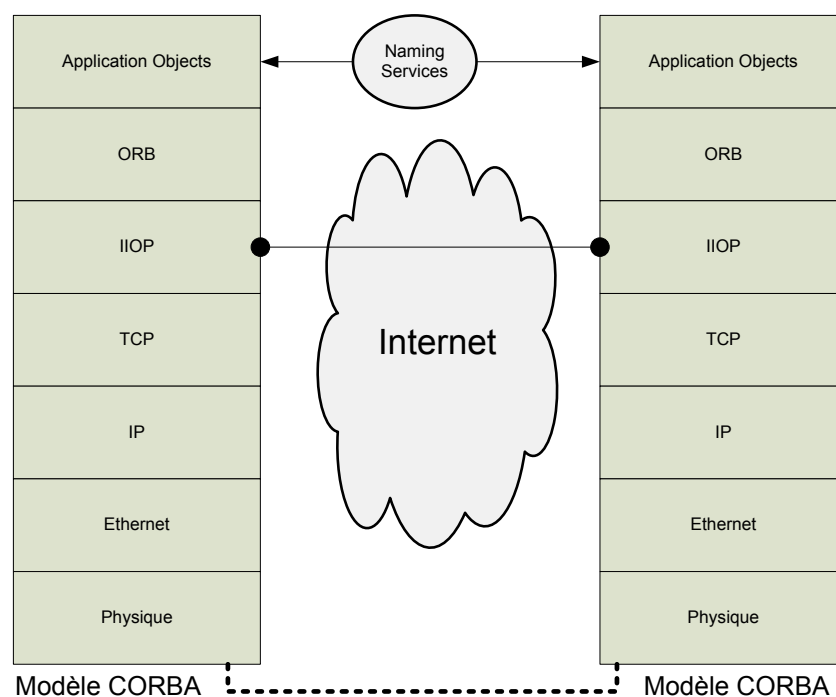 Application Objects
ORB
IIOP
TCP
IP
Ethernet
Physique
Modèle CORBA
Naming
Services
Internet
Application Objects
ORB
IIOP
TCP
IP
Ethernet
Physique
Modèle CORBA